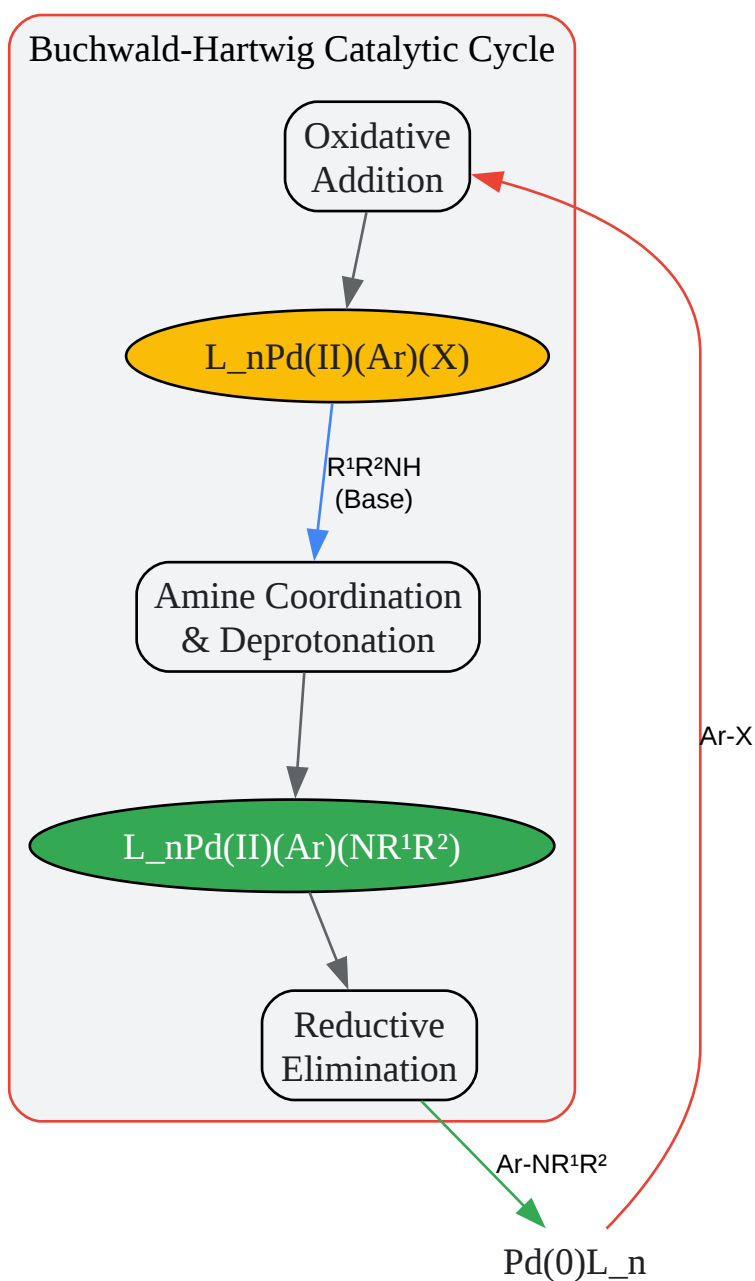 Buchwald-Hartwig Catalytic Cycle
Oxidative
Addition
L_nPd(II)(Ar)(X)
R¹R²NH
(Base)
Amine Coordination
& Deprotonation
Ar-X
L_nPd(II)(Ar)(NR¹R²)
Reductive
Elimination
Ar-NR¹R²
Pd(0)L_n